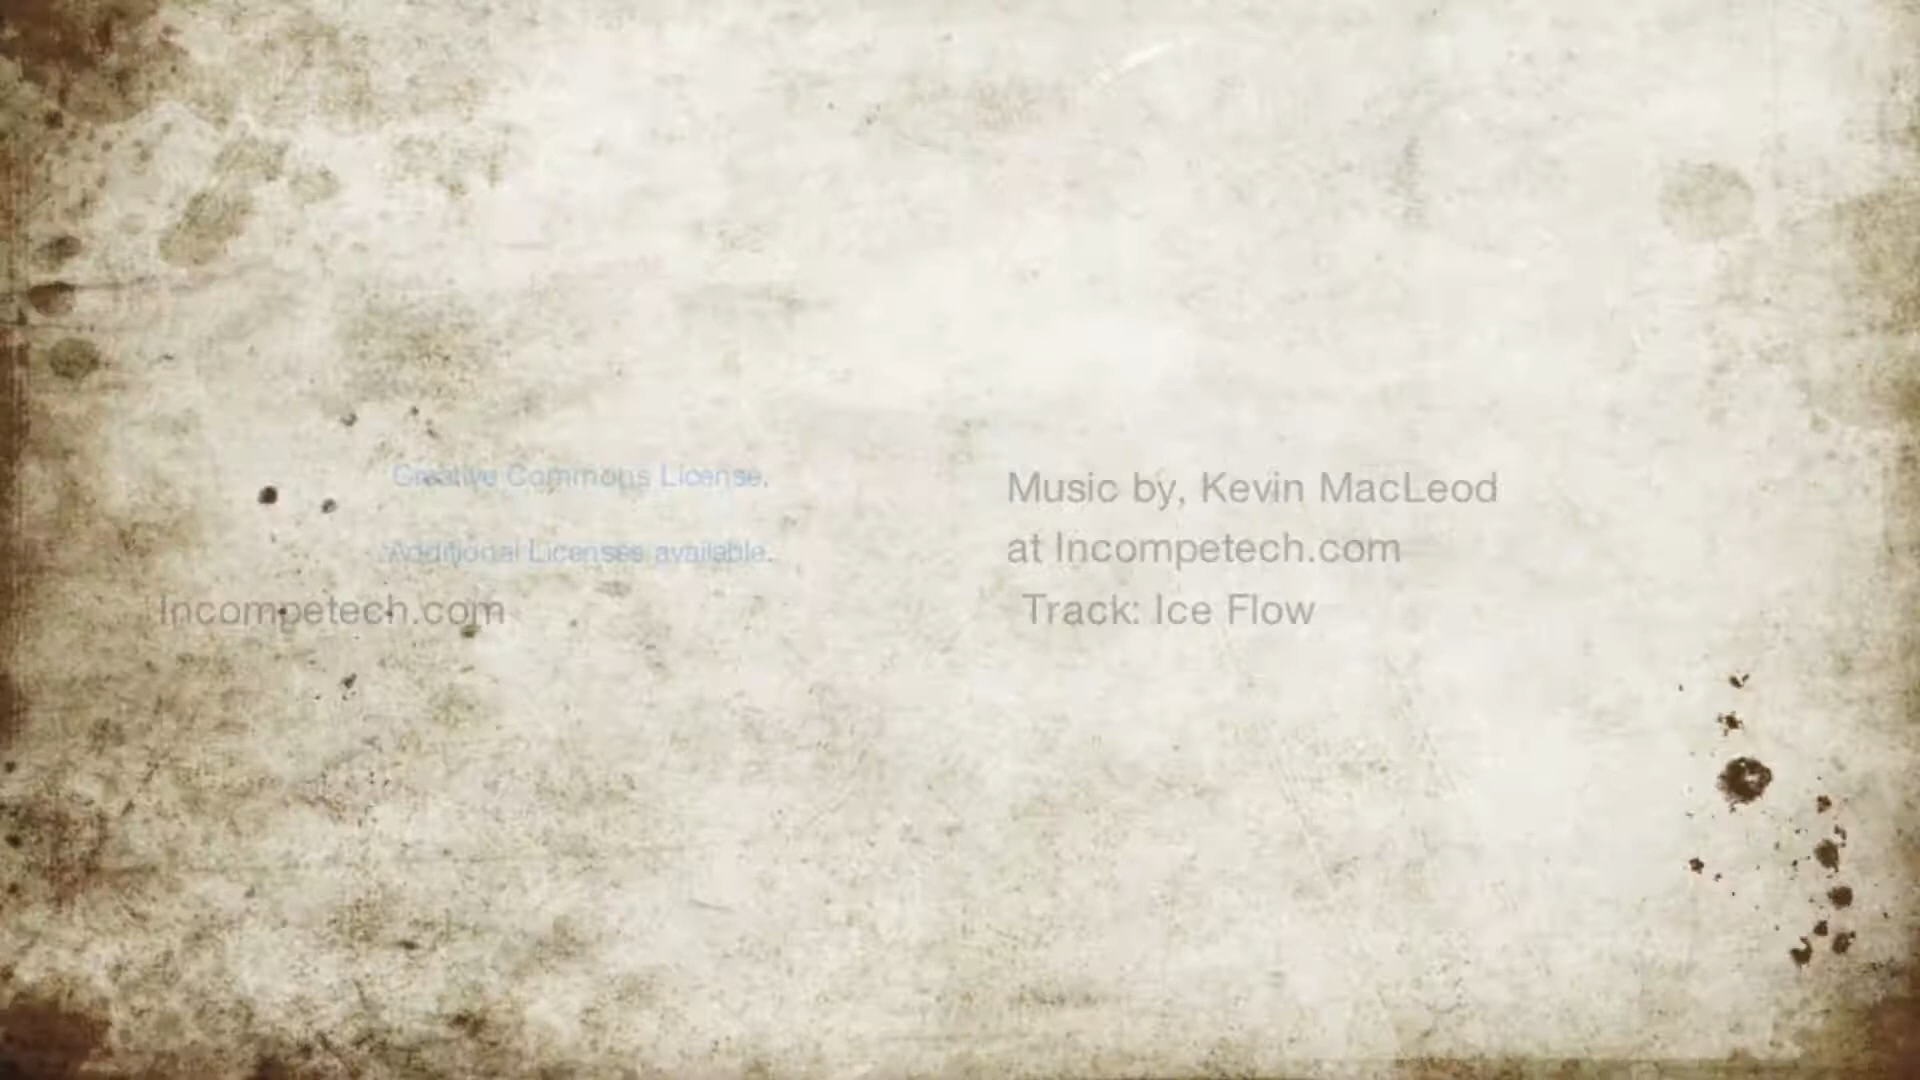 Creative Commons License.
Additional Licenses available.
Incompetech.com
Music by, Kevin MacLeod
at Incompetech.com
Track: Ice Flow